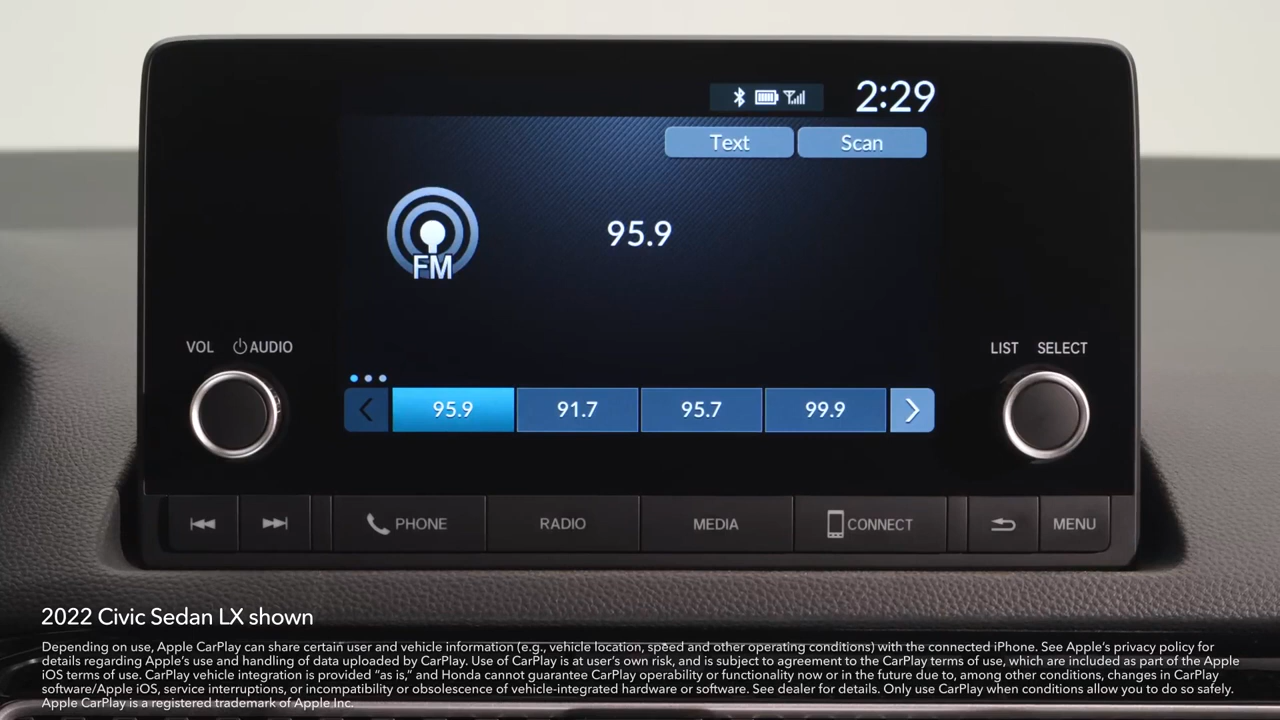 2:29
Text Scan
95.9
FM
VOL AUDIO
LIST SELECT
95.9 91.7 95.7 99.9
PHONE RADIO MEDIA CONNECT MENU
2022 Civic Sedan LX shown
Depending on use, Apple CarPlay can share certain user and vehicle information (e.g., vehicle location, speed and other operating conditions) with the connected iPhone. See Apple's privacy policy for
details regarding Apple's use and handling of data uploaded by CarPlay. Use of CarPlay is at user's own risk, and is subject to agreement to the CarPlay terms of use, which are included as part of the Apple
iOS terms of use. CarPlay vehicle integration is provided "as is," and Honda cannot guarantee CarPlay operability or functionality now or in the future due to, among other conditions, changes in CarPlay
software/Apple iOS, service interruptions, or incompatibility or obsolescence of vehicle-integrated hardware or software. See dealer for details. Only use CarPlay when conditions allow you to do so safely.
Apple CarPlay is a registered trademark of Apple Inc.